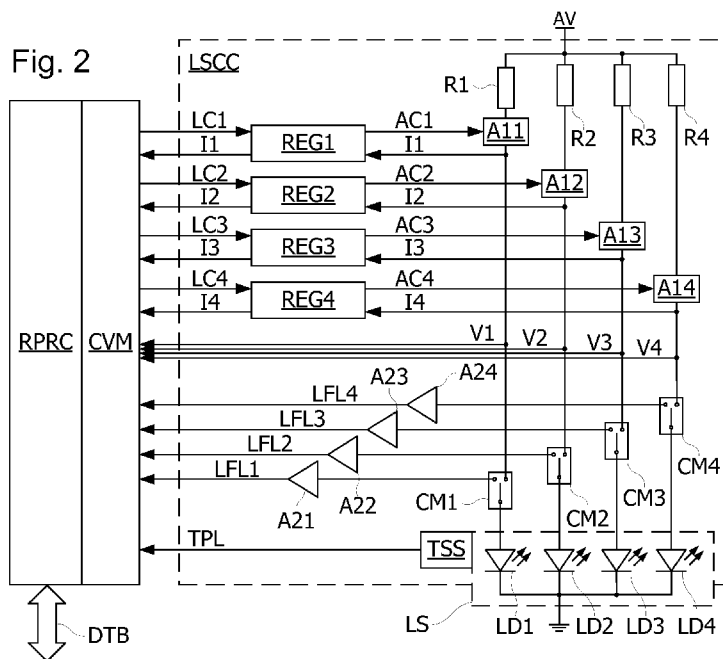 AV
Fig. 2
LSCC
R1
LC1 AC1
A11
I1 REG1 I1
R2 R3 R4
LC2 AC2
A12
I2 REG2 I2
LC3 AC3
A13
I3 REG3 I3
LC4 AC4
A14
I4 REG4 I4
RPRC CVM
V1 V2 V3 V4
A24
A23
LFL4
LFL3
LFL2
LFL1
A21 A22
CM1 CM2 CM3 CM4
TPL TSS
LS LD1 LD2 LD3 LD4
DTB